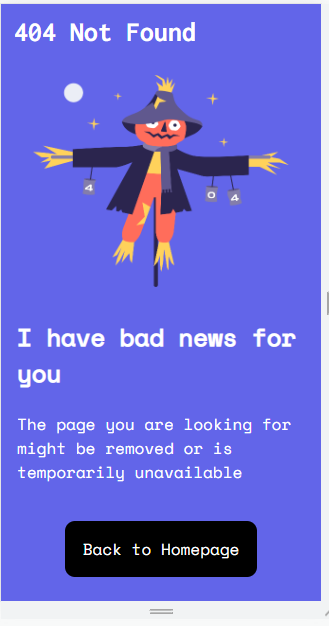 404 Not Found
4
0
4
I have bad news for
you
The page you are looking for
might be removed or is
temporarily unavailable
Back to Homepage